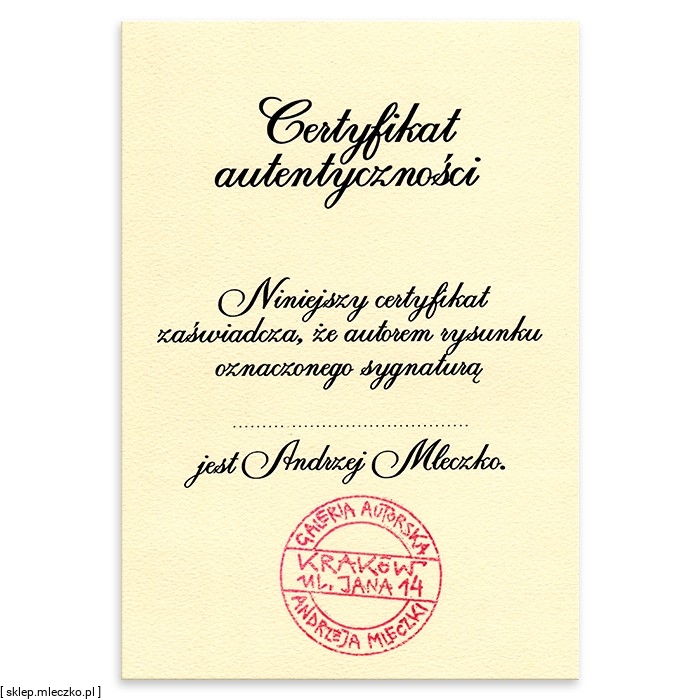 Certyfikat
autentyczności
Niniejszy certyfikat
zaświadcza, że autorem rysunku
oznaczonego sygnaturą
....................................................
jest Andrzej Mleczko.
GALERIA AUTORSKA
KRAKÓW
UL. JANA 14
ANDRZEJA MLECZKI
[ sklep.mleczko.pl ]